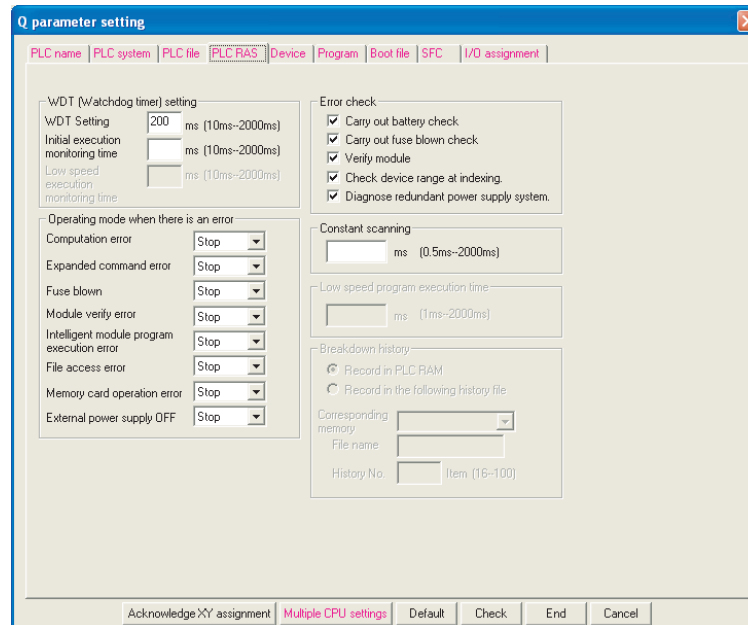 Q parameter setting
PLC name PLC system PLC file PLC RAS Device Program Boot file SFC I/O assignment
WDT (Watchdog timer) setting
WDT Setting 200 ms (10ms--2000ms)
Initial execution
monitoring time ms (10ms--2000ms)
Low speed
execution
monitoring time ms (10ms--2000ms)
Operating mode when there is an error
Computation error Stop
Expanded command error Stop
Fuse blown Stop
Module verify error Stop
Intelligent module program
execution error Stop
File access error Stop
Memory card operation error Stop
External power supply OFF Stop
Error check
Carry out battery check
Carry out fuse blown check
Verify module
Check device range at indexing.
Diagnose redundant power supply system.
Constant scanning
ms (0.5ms--2000ms)
Low speed program execution time
ms (1ms--2000ms)
Breakdown history
Record in PLC RAM
Record in the following history file
Corresponding
memory
File name
History No. Item (16--100)
Acknowledge XY assignment Multiple CPU settings Default Check End Cancel